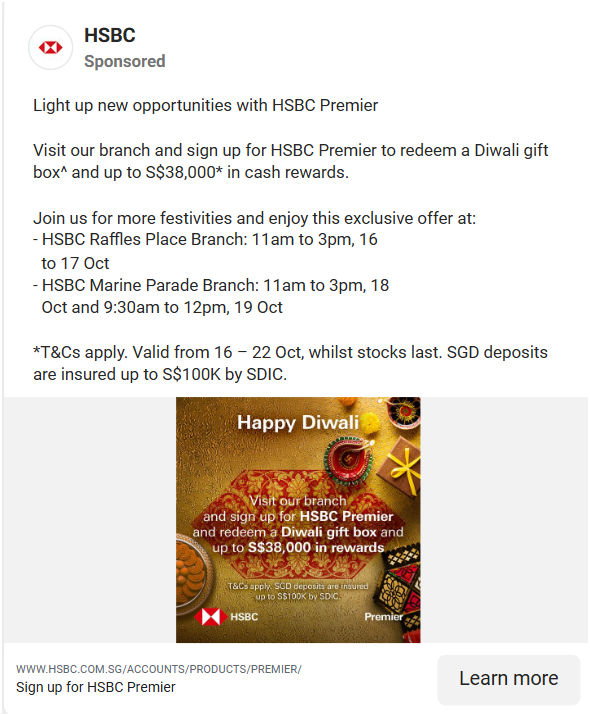 HSBC
Sponsored
Light up new opportunities with HSBC Premier
Visit our branch and sign up for HSBC Premier to redeem a Diwali gift
box^ and up to S$38,000* in cash rewards.
Join us for more festivities and enjoy this exclusive offer at:
- HSBC Raffles Place Branch: 11am to 3pm, 16
to 17 Oct
- HSBC Marine Parade Branch: 11am to 3pm, 18
Oct and 9:30am to 12pm, 19 Oct
*T&Cs apply. Valid from 16 – 22 Oct, whilst stocks last. SGD deposits
are insured up to S$100K by SDIC.
Happy Diwali
Visit our branch
and sign up for HSBC Premier
and redeem a Diwali gift box and
up to S$38,000 in rewards
T&Cs apply. SGD deposits are insured
up to S$100K by SDIC.
HSBC
Premier
WWW.HSBC.COM.SG/ACCOUNTS/PRODUCTS/PREMIER/
Sign up for HSBC Premier
Learn more